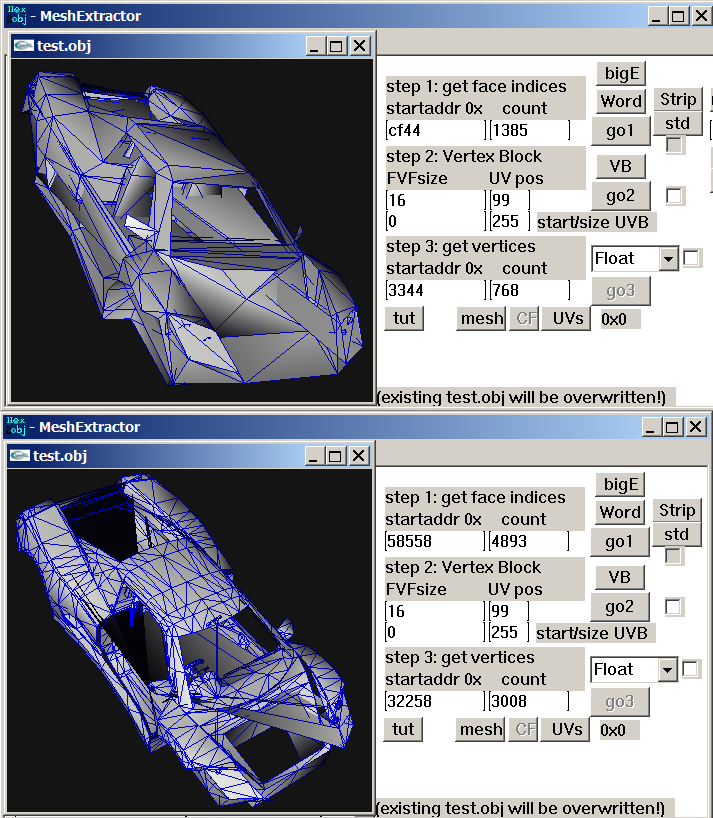 Hex
obj - MeshExtractor
test.obj
bigE
step 1: get face indices
startaddr 0x count
Word
Strip
cf44 1385
go1
std
step 2: Vertex Block
FVFsize UV pos
VB
16 99
go2
0 255 start/size UVB
step 3: get vertices
startaddr 0x count
Float
3344 768
go3
tut mesh CF UVs 0x0
(existing test.obj will be overwritten!)
Hex
obj - MeshExtractor
test.obj
bigE
step 1: get face indices
startaddr 0x count
Word
Strip
58558 4893
go1
std
step 2: Vertex Block
FVFsize UV pos
VB
16 99
go2
0 255 start/size UVB
step 3: get vertices
startaddr 0x count
Float
32258 3008
go3
tut mesh CF UVs 0x0
(existing test.obj will be overwritten!)